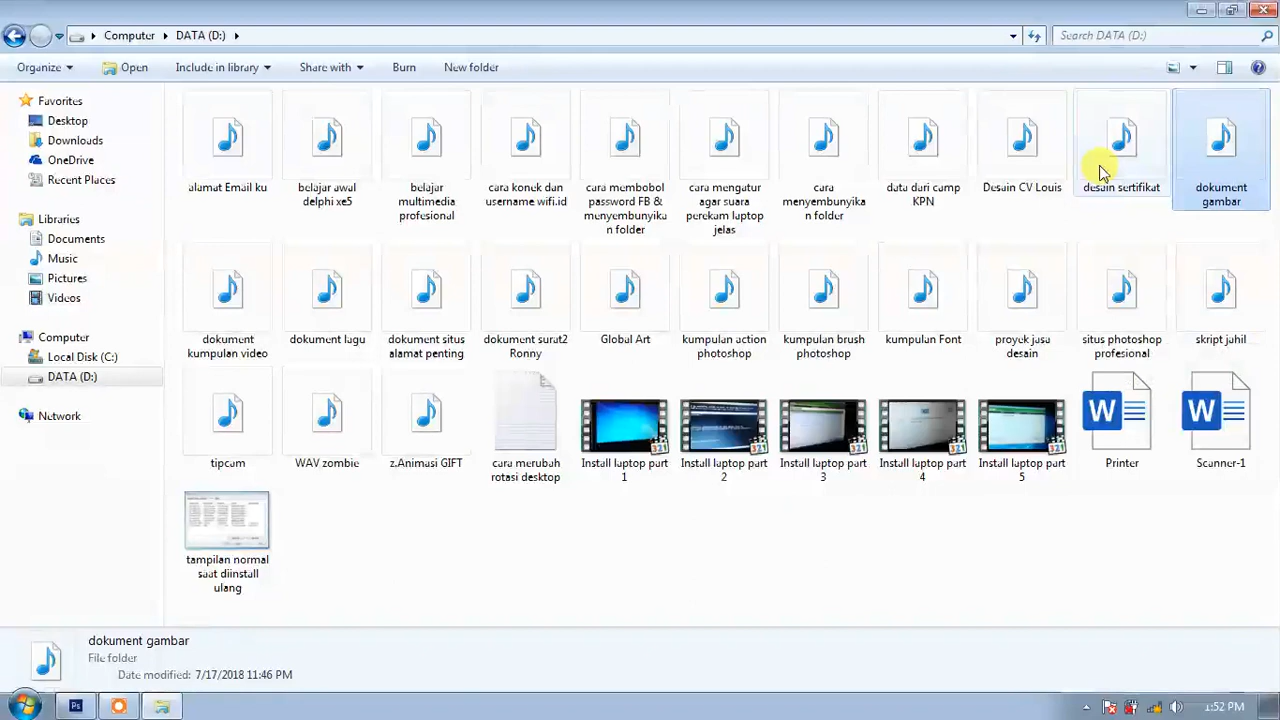 Computer DATA (D:) Search DATA (D:)
Organize Open Include in library Share with Burn New folder
Favorites
Desktop
Downloads
OneDrive
Recent Places
Libraries
Documents
Music
Pictures
Videos
Computer
Local Disk (C:)
DATA (D:)
Network
alamat Email ku
belajar awal
delphi xe5
belajar
multimedia
profesional
cara konek dan
username wifi.id
cara membobol
password FB &
menyembunyika
n folder
cara mengatur
agar suara
perekam laptop
jelas
cara
menyembunyika
n folder
data dari camp
KPN
Desain CV Louis
desain sertifikat
dokument
gambar
dokument
kumpulan video
dokument lagu
dokument situs
alamat penting
dokument surat2
Ronny
Global Art
kumpulan action
photoshop
kumpulan brush
photoshop
kumpulan Font
proyek jasa
desain
situs photoshop
profesional
skript jahil
tipcam
WAV zombie
z.Animasi GIFT
cara merubah
rotasi desktop
Install laptop part
1
Install laptop part
2
Install laptop part
3
Install laptop part
4
Install laptop part
5
Printer
Scanner-1
tampilan normal
saat diinstall
ulang
dokument gambar
File folder
Date modified: 7/17/2018 11:46 PM
Ps
1:52 PM